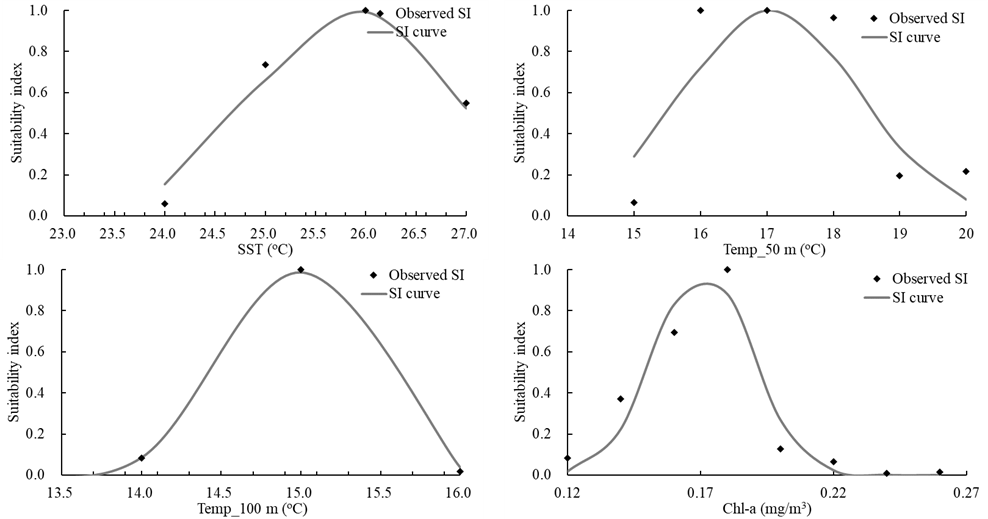 Suitability index
1.0
0.8
0.6
0.4
0.2
0.0
Observed SI
SI curve
23.0 23.5 24.0 24.5 25.0 25.5 26.0 26.5 27.0
SST (°C)
Suitability index
1.0
0.8
0.6
0.4
0.2
0.0
Observed SI
SI curve
14 15 16 17 18 19 20
Temp_50 m (°C)
Suitability index
1.0
0.8
0.6
0.4
0.2
0.0
Observed SI
SI curve
13.5 14.0 14.5 15.0 15.5 16.0
Temp_100 m (°C)
Suitability index
1.0
0.8
0.6
0.4
0.2
0.0
Observed SI
SI curve
0.12 0.17 0.22 0.27
Chl-a (mg/m³)